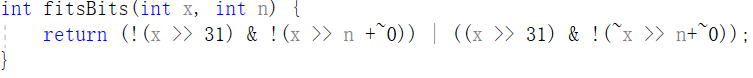 int fitsBits(int x, int n) {
    return (!(x >> 31) & !(x >> n +~0)) | ((x >> 31) & !(~x >> n+~0));
}